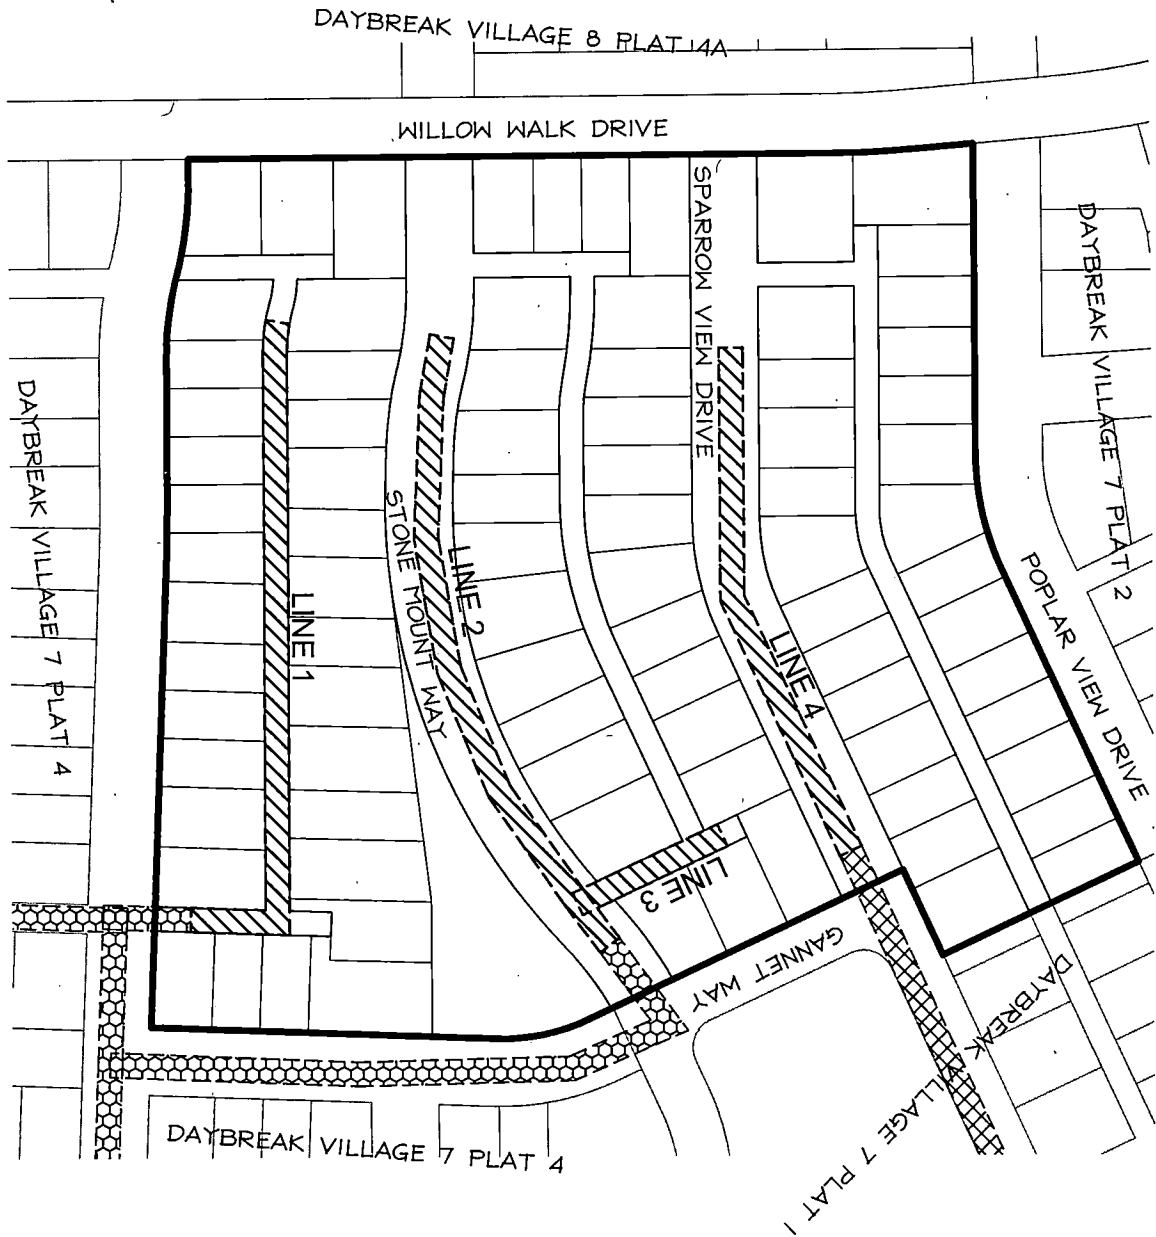 DAYBREAK VILLAGE 8 PLAT 4A
WILLOW WALK DRIVE
SPARROW VIEW DRIVE
DAYBREAK VILLAGE 7 PLAT 2
DAYBREAK VILLAGE 7 PLAT 4
STONE MOUNT WAY
LINE 2
LINE 1
LINE 4
POPLAR VIEW DRIVE
LINE 3
GANNET WAY
DAYBREAK VILLAGE 7 PLAT 1
DAYBREAK VILLAGE 7 PLAT 4